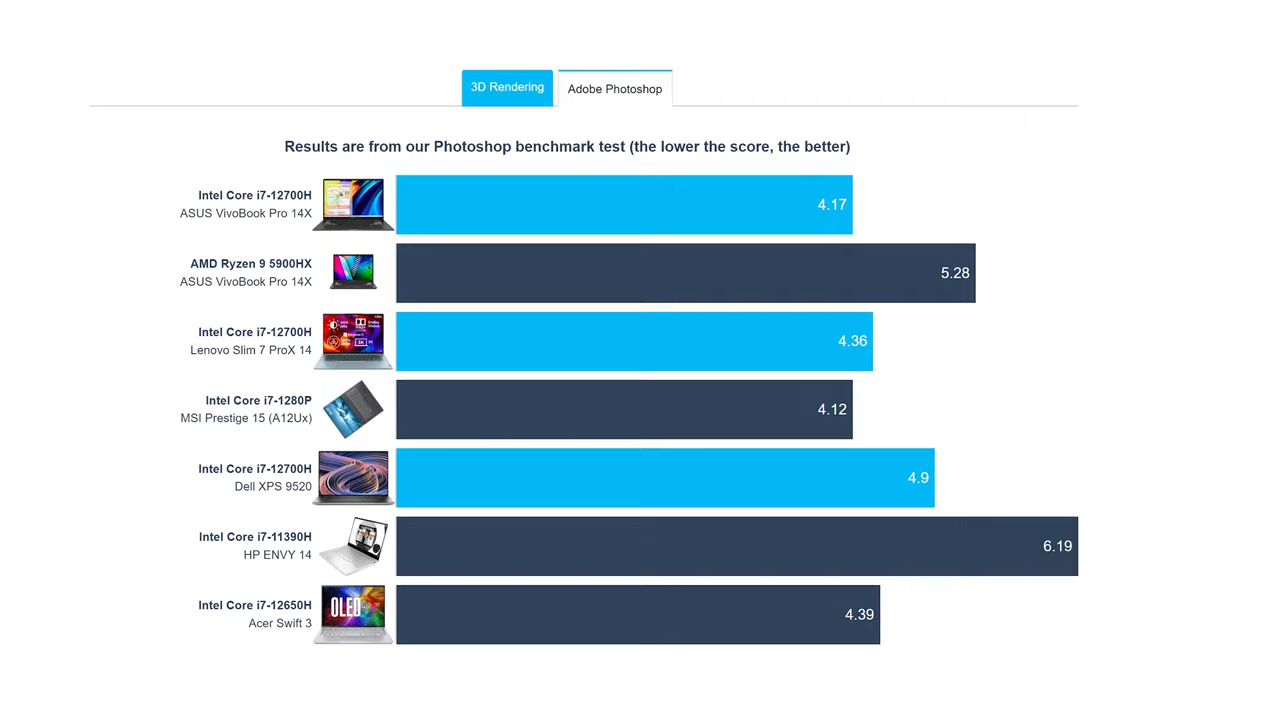 3D Rendering
Adobe Photoshop
Results are from our Photoshop benchmark test (the lower the score, the better)
Intel Core i7-12700H
ASUS VivoBook Pro 14X
4.17
AMD Ryzen 9 5900HX
ASUS VivoBook Pro 14X
5.28
Intel Core i7-12700H
Lenovo Slim 7 ProX 14
4.36
Intel Core i7-1280P
MSI Prestige 15 (A12Ux)
4.12
Intel Core i7-12700H
Dell XPS 9520
4.9
Intel Core i7-11390H
HP ENVY 14
6.19
Intel Core i7-12650H
Acer Swift 3
OLED
4.39